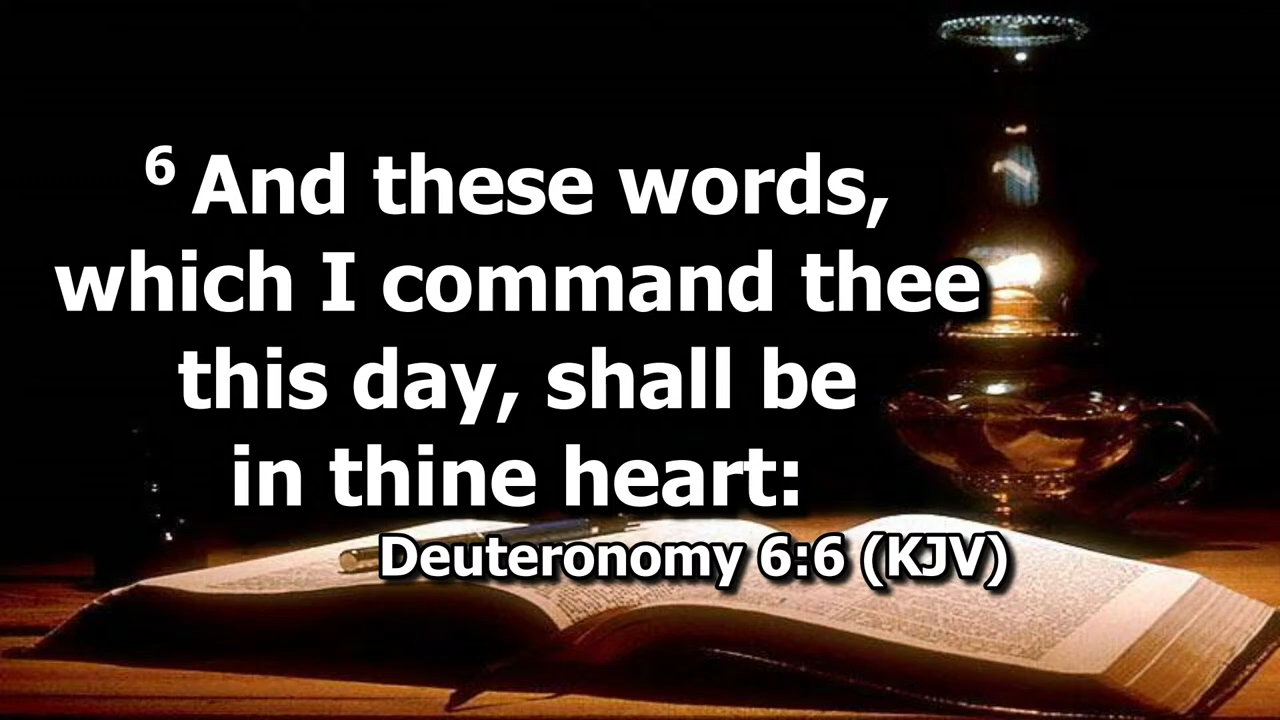 6 And these words,
which I command thee
this day, shall be
in thine heart:
Deuteronomy 6:6 (KJV)